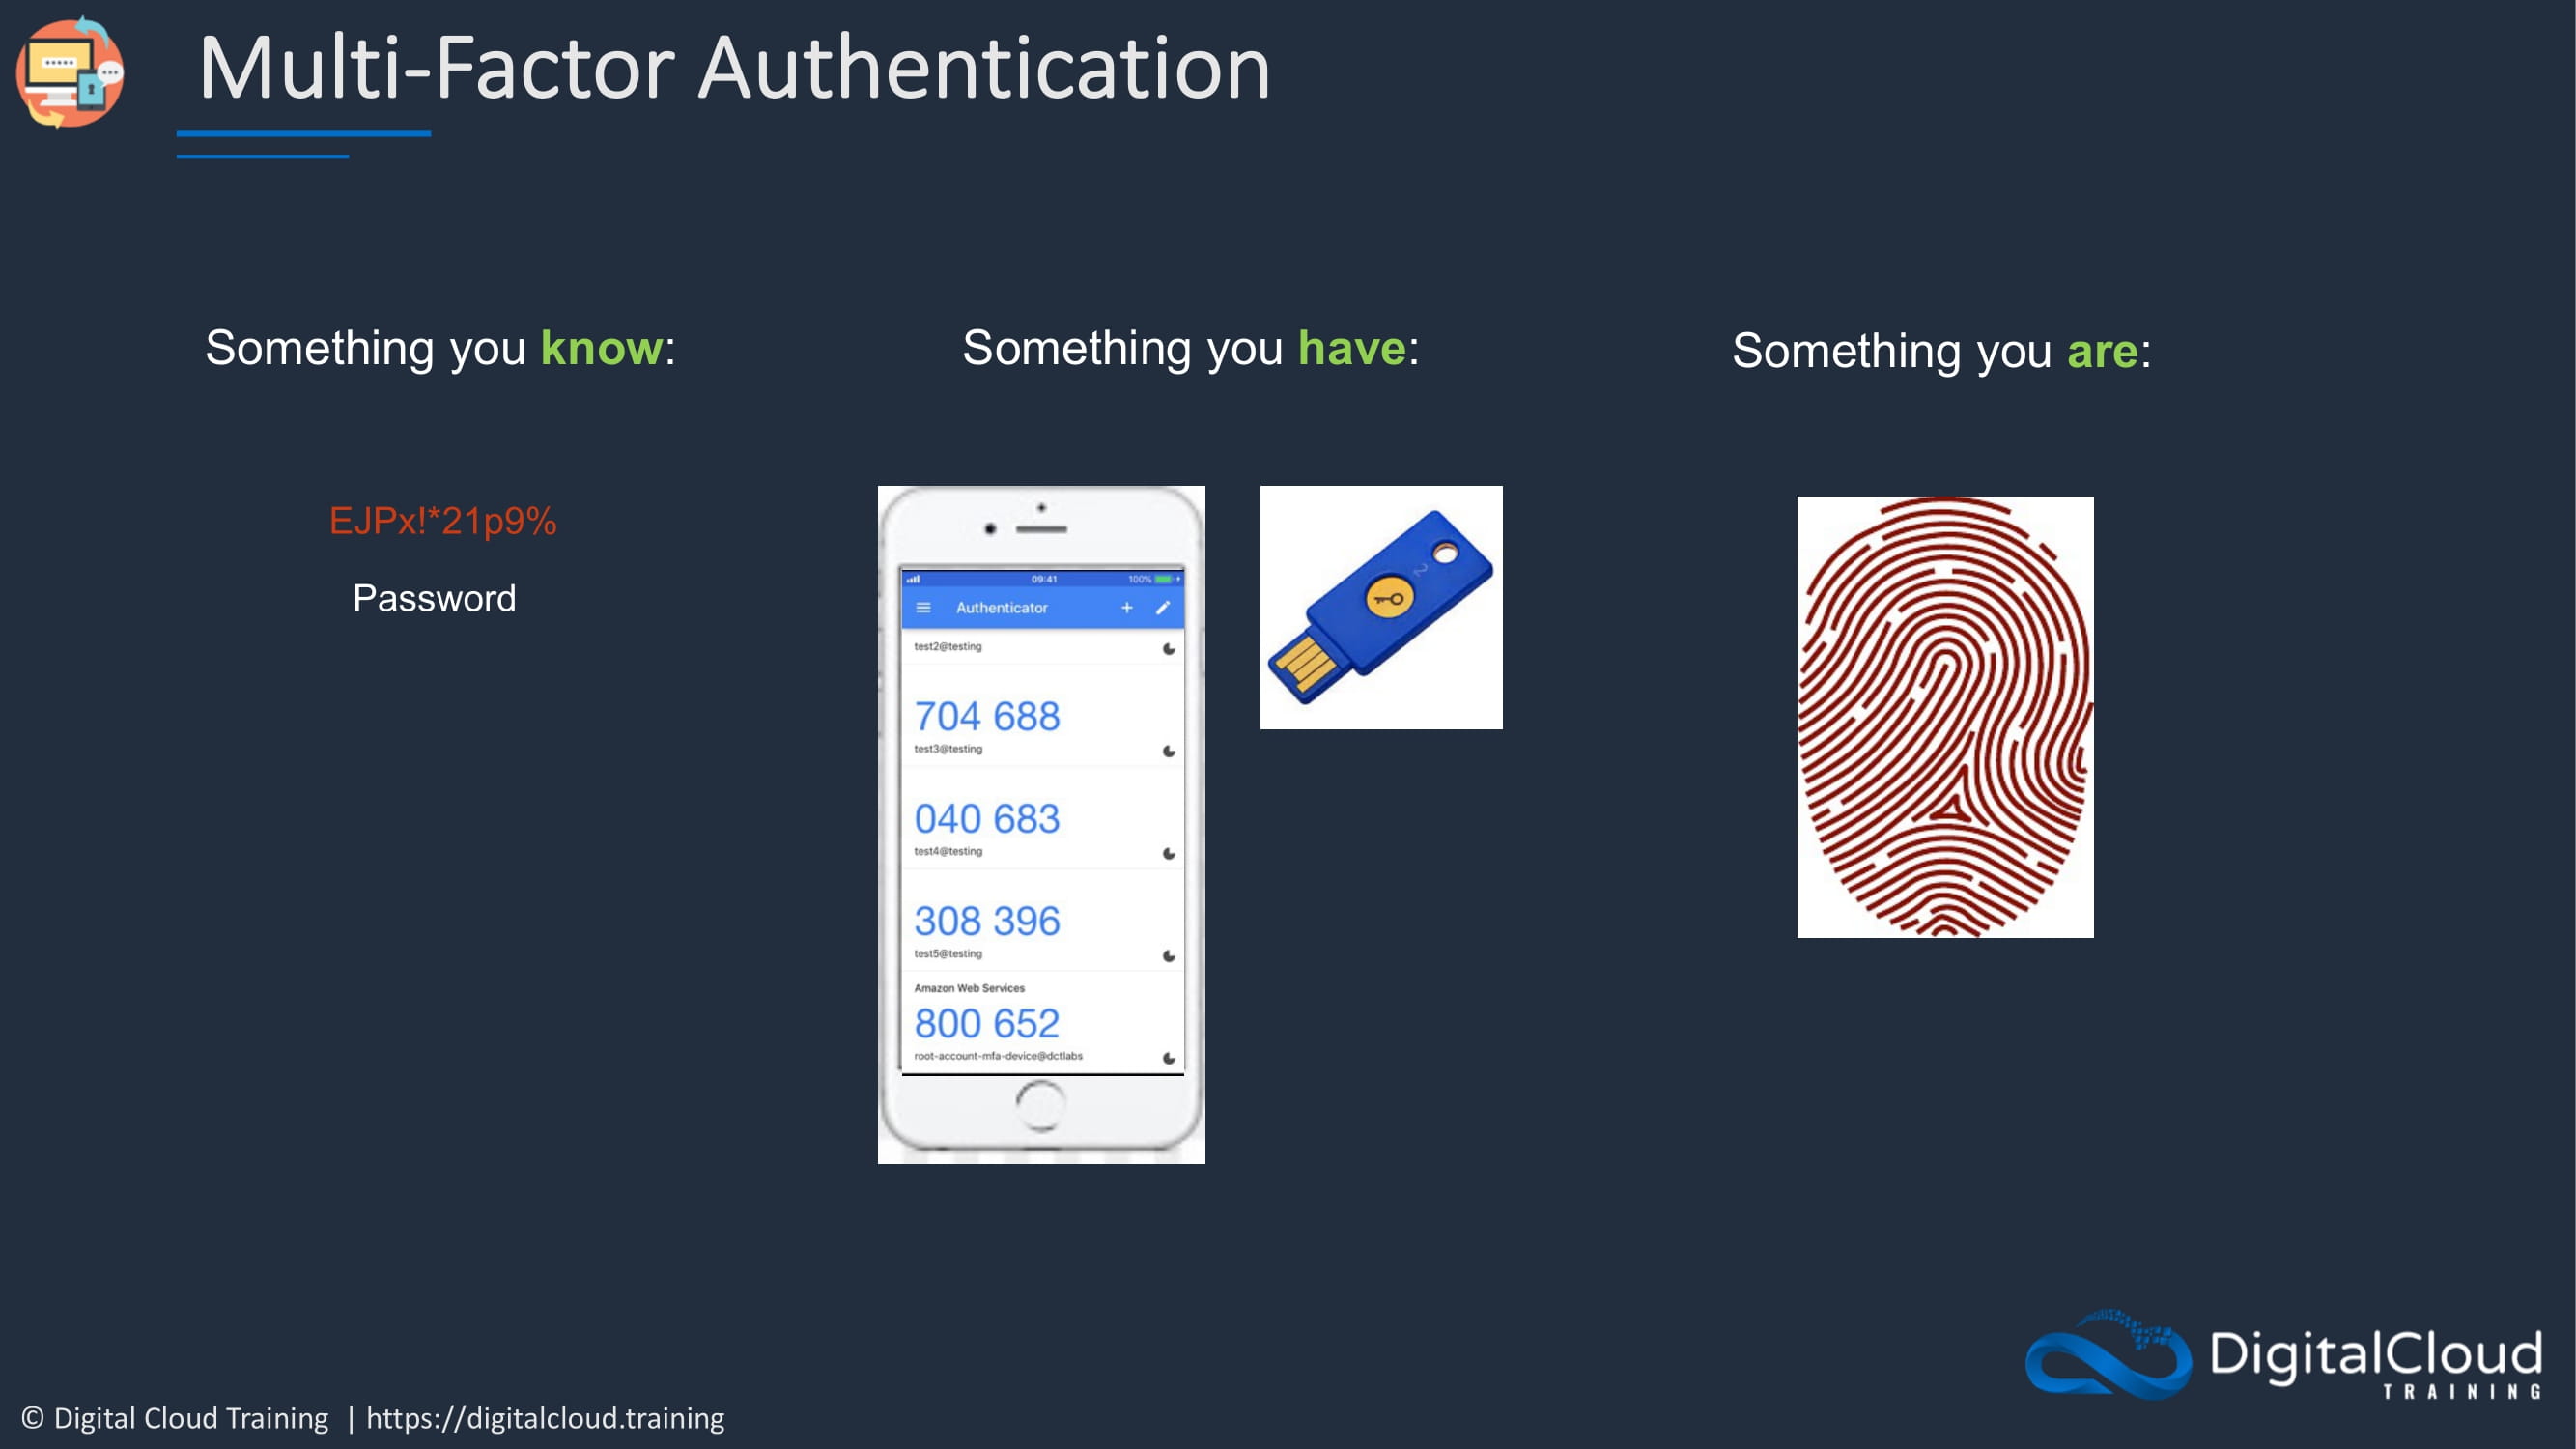 Multi-Factor Authentication
Something you know:
Something you have:
Something you are:
EJPx!*21p9%
Password
09:41
100%
Authenticator
test2@testing
704 688
test3@testing
040 683
test4@testing
308 396
test5@testing
Amazon Web Services
800 652
root-account-mfa-device@dctlabs
DigitalCloud
TRAINING
© Digital Cloud Training | https://digitalcloud.training